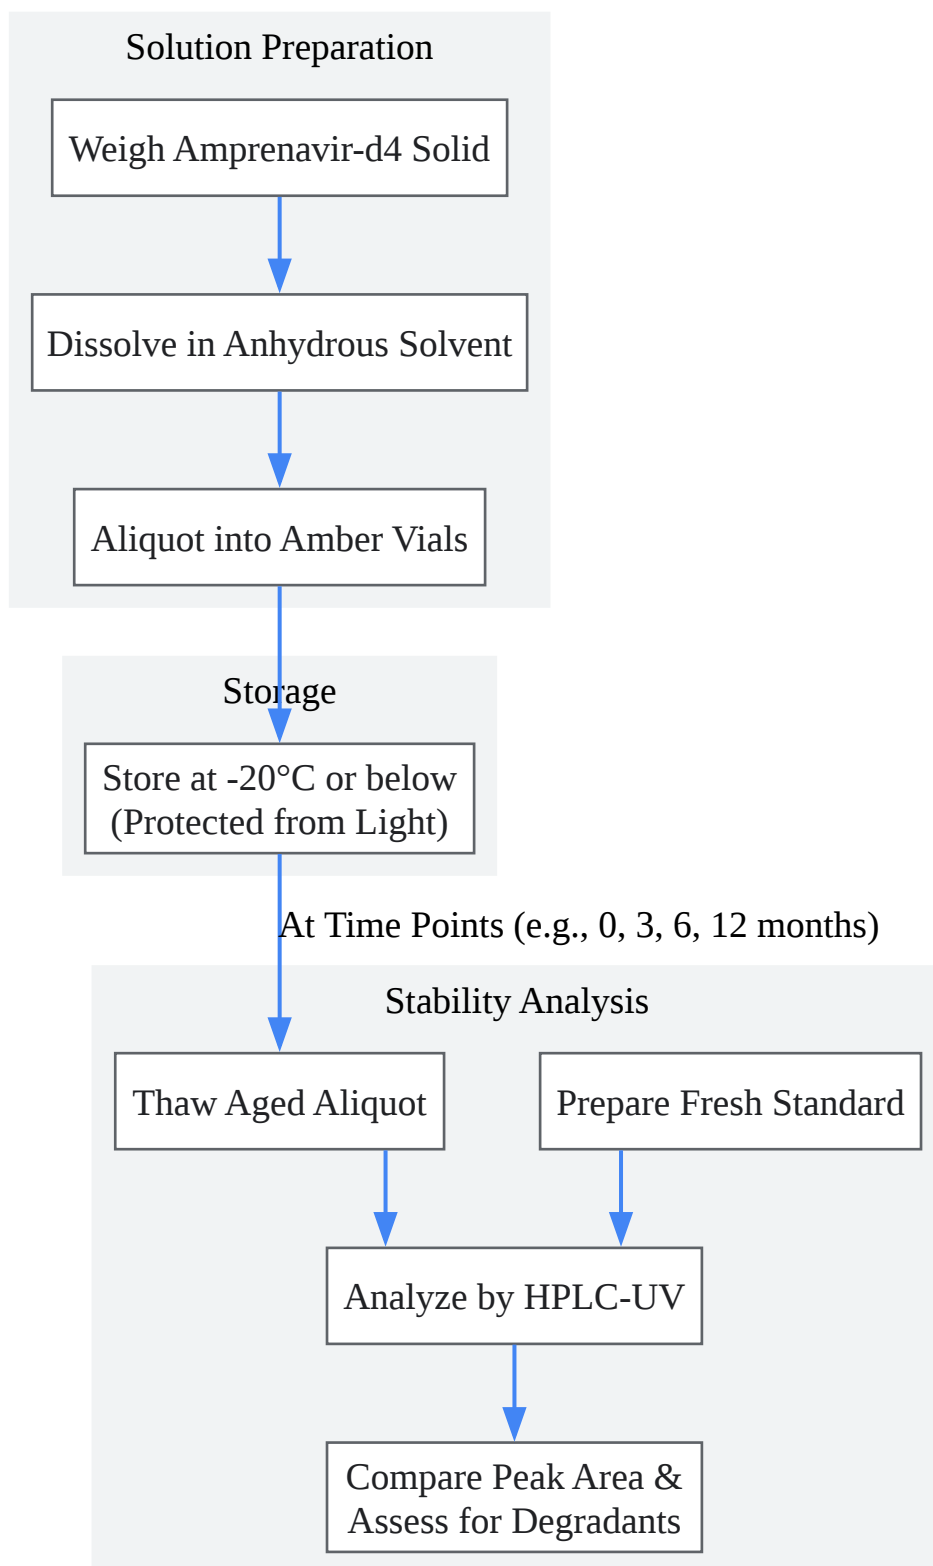 Solution Preparation
Weigh Amprenavir-d4 Solid
Dissolve in Anhydrous Solvent
Aliquot into Amber Vials
Storage
Store at -20°C or below
(Protected from Light)
At Time Points (e.g., 0, 3, 6, 12 months)
Stability Analysis
Thaw Aged Aliquot
Prepare Fresh Standard
Analyze by HPLC-UV
Compare Peak Area &
Assess for Degradants